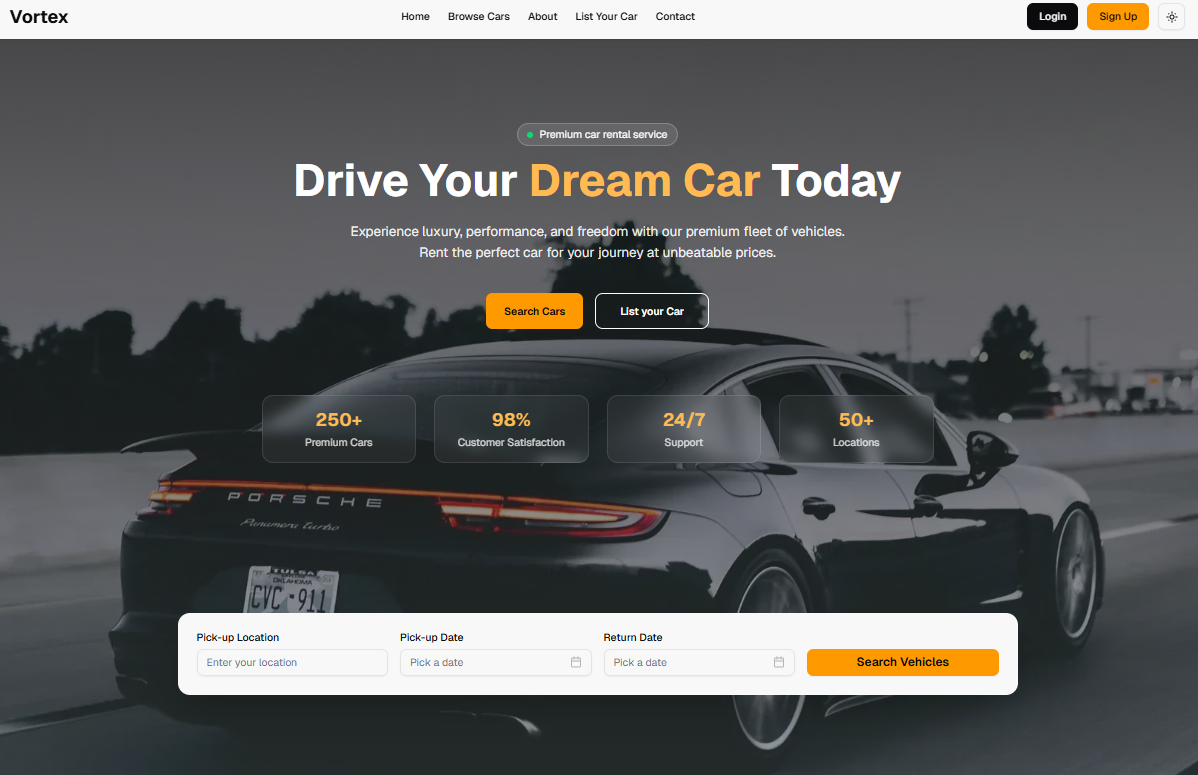 Vortex
Home
Browse Cars
About
List Your Car
Contact
Login
Sign Up
Premium car rental service
Drive Your Dream Car Today
Experience luxury, performance, and freedom with our premium fleet of vehicles.
Rent the perfect car for your journey at unbeatable prices.
Search Cars
List your Car
250+
Premium Cars
98%
Customer Satisfaction
24/7
Support
50+
Locations
PORSCHE
Panamera turbo
TULSA
OKLAHOMA
CVC 911
Pick-up Location
Enter your location
Pick-up Date
Pick a date
Return Date
Pick a date
Search Vehicles